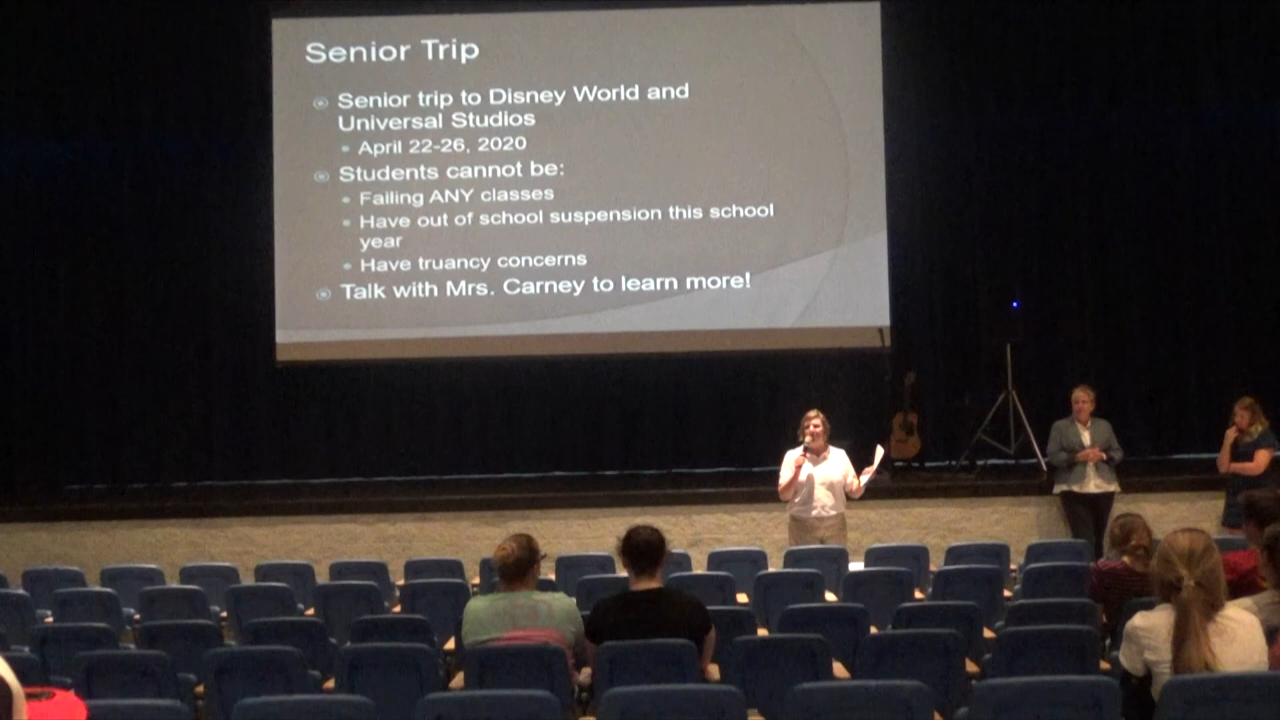 Senior Trip
Senior trip to Disney World and
Universal Studios
April 22-26, 2020
Students cannot be:
Failing ANY classes
Have out of school suspension this school
year
Have truancy concerns
Talk with Mrs. Carney to learn more!